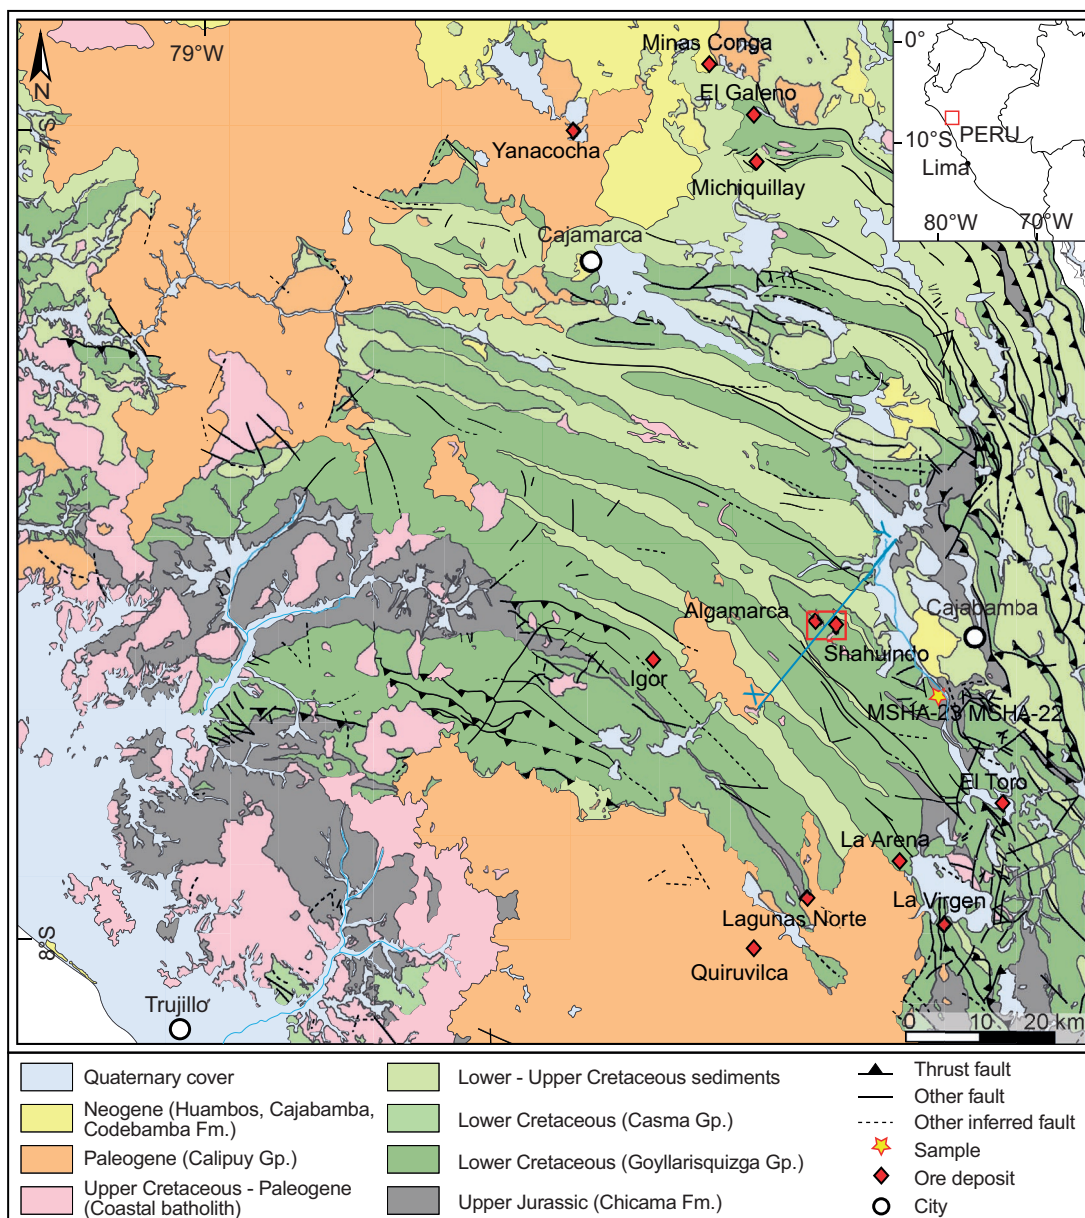 79°W
N
7°S
Minas Conga
El Galeno
Yanacocha
Michiquillay
Cajamarca
0°
10°S
PERU
Lima
80°W
70°W
Algamarca
Shahuindo
Cajabamba
Igor
MSHA-23
MSHA-22
El Toro
La Arena
La Virgen
Lagunas Norte
Quiruvilca
8°S
Trujillo
0 10 20 km
Quaternary cover
Neogene (Huambos, Cajabamba,
Codebamba Fm.)
Paleogene (Calipuy Gp.)
Upper Cretaceous - Paleogene
(Coastal batholith)
Lower - Upper Cretaceous sediments
Lower Cretaceous (Casma Gp.)
Lower Cretaceous (Goyllarisquizga Gp.)
Upper Jurassic (Chicama Fm.)
Thrust fault
Other fault
Other inferred fault
Sample
Ore deposit
City